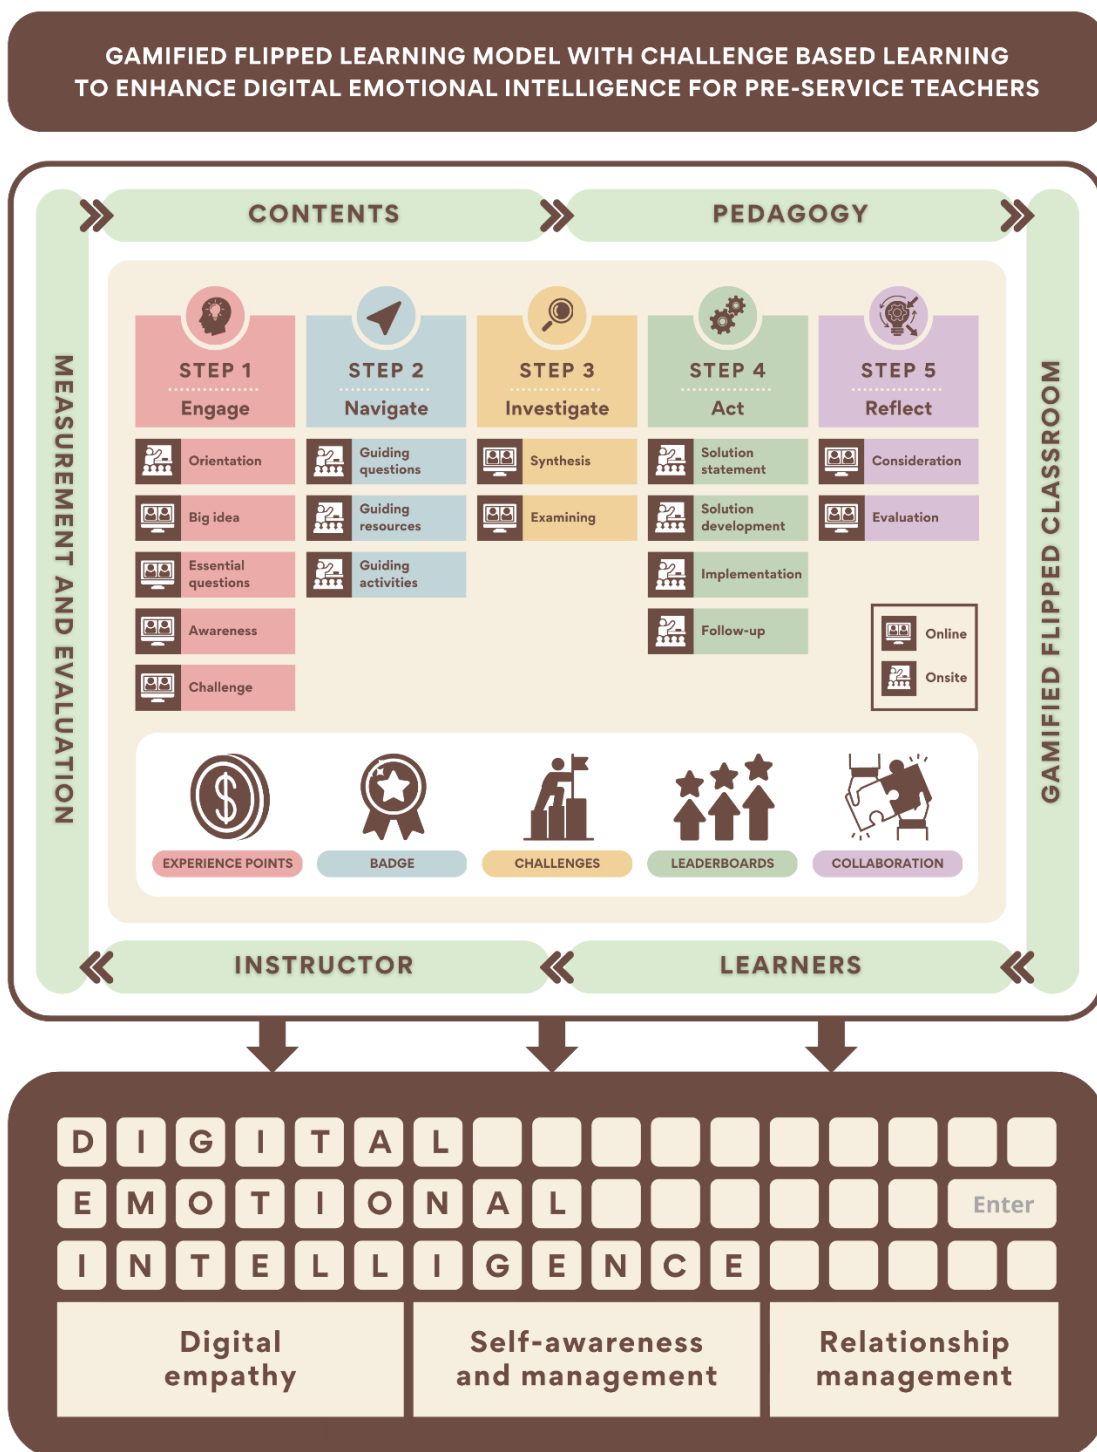 GAMIFIED FLIPPED LEARNING MODEL WITH CHALLENGE BASED LEARNING
TO ENHANCE DIGITAL EMOTIONAL INTELLIGENCE FOR PRE-SERVICE TEACHERS
CONTENTS
PEDAGOGY
MEASUREMENT AND EVALUATION
GAMIFIED FLIPPED CLASSROOM
STEP 1
Engage
Orientation
Big idea
Essential
questions
Awareness
Challenge
STEP 2
Navigate
Guiding
questions
Guiding
resources
Guiding
activities
STEP 3
Investigate
Synthesis
Examining
STEP 4
Act
Solution
statement
Solution
development
Implementation
Follow-up
STEP 5
Reflect
Consideration
Evaluation
Online
Onsite
$
EXPERIENCE POINTS
BADGE
CHALLENGES
LEADERBOARDS
COLLABORATION
INSTRUCTOR
LEARNERS
DIGITAL
EMOTIONAL
Enter
INTELLIGENCE
Digital
empathy
Self-awareness
and management
Relationship
management